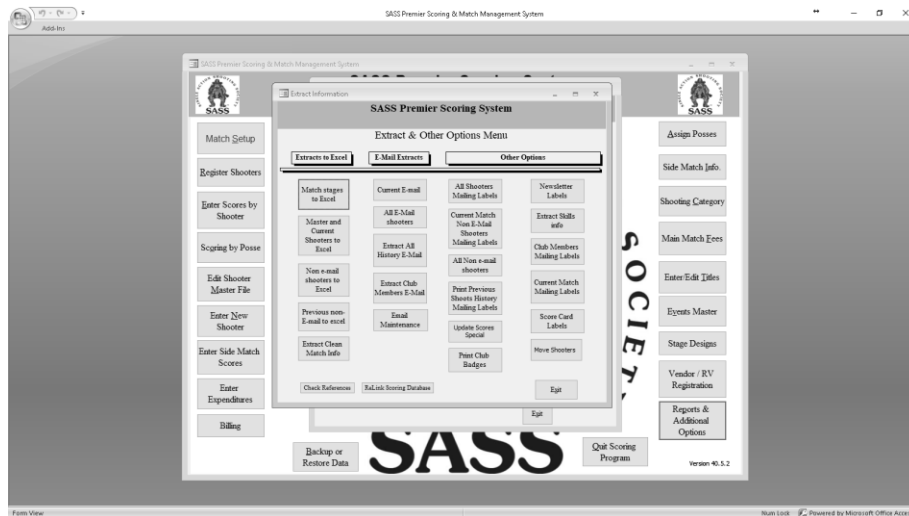 SASS Premier Scoring & Match Management System
Add-Ins
SASS Premier Scoring & Match Management System
SASS
SASS
Match Setup
Register Shooters
Enter Scores by
Shooter
Scoring by Posse
Edit Shooter
Master File
Enter New
Shooter
Enter Side Match
Scores
Enter
Expenditures
Billing
Extract Information
SASS Premier Scoring System
Extract & Other Options Menu
Extracts to Excel
E-Mail Extracts
Other Options
Match stages
to Excel
Master and
Current
Shooters to
Excel
Non e-mail
shooters to
Excel
Previous non-
E-mail to excel
Extract Clean
Match Info
Current E-mail
All E-Mail
shooters
Extract All
History E-Mail
Extract Club
Members E-Mail
Email
Maintenance
All Shooters
Mailing Labels
Current Match
Non E-Mail
Shooters
Mailing Labels
All Non e-mail
shooters
Print Previous
Shoots History
Mailing Labels
Update Scores
Special
Print Club
Badges
Newsletter
Labels
Extract Skills
info
Club Members
Mailing Labels
Current Match
Mailing Labels
Score Card
Labels
Move Shooters
Check References
ReLink Scoring Database
Exit
Exit
SOCIET
Assign Posses
Side Match Info.
Shooting Category
Main Match Fees
Enter/Edit Titles
Events Master
Stage Designs
Vendor / RV
Registration
Reports &
Additional
Options
Backup or
Restore Data
SASS
Quit Scoring
Program
Version 40.5.2
Form View
Num Lock
Powered by Microsoft Office Access